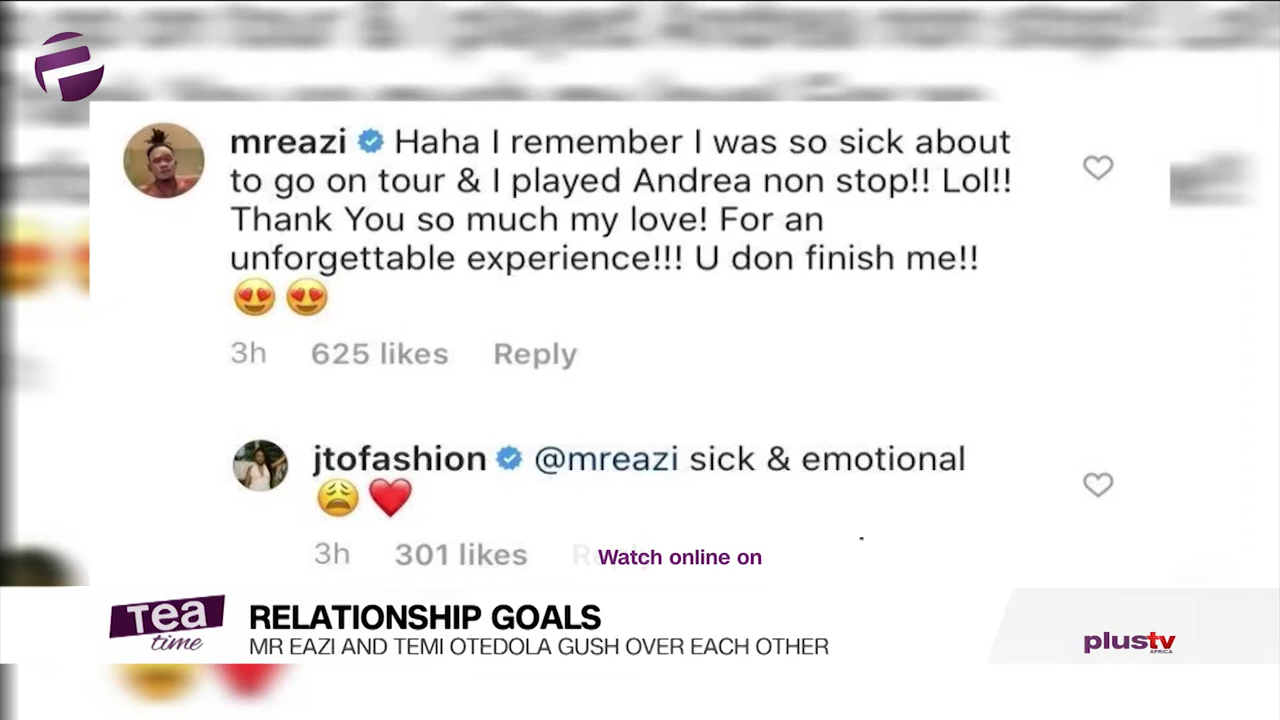 mreazi Haha I remember I was so sick about
to go on tour & I played Andrea non stop!! Lol!!
Thank You so much my love! For an
unforgettable experience!!! U don finish me!!
😍 😍
3h 625 likes Reply
jtofashion @mreazi sick & emotional
😩 ❤️
3h 301 likes
Watch online on
Tea
time
RELATIONSHIP GOALS
MR EAZI AND TEMI OTEDOLA GUSH OVER EACH OTHER
plustv
AFRICA